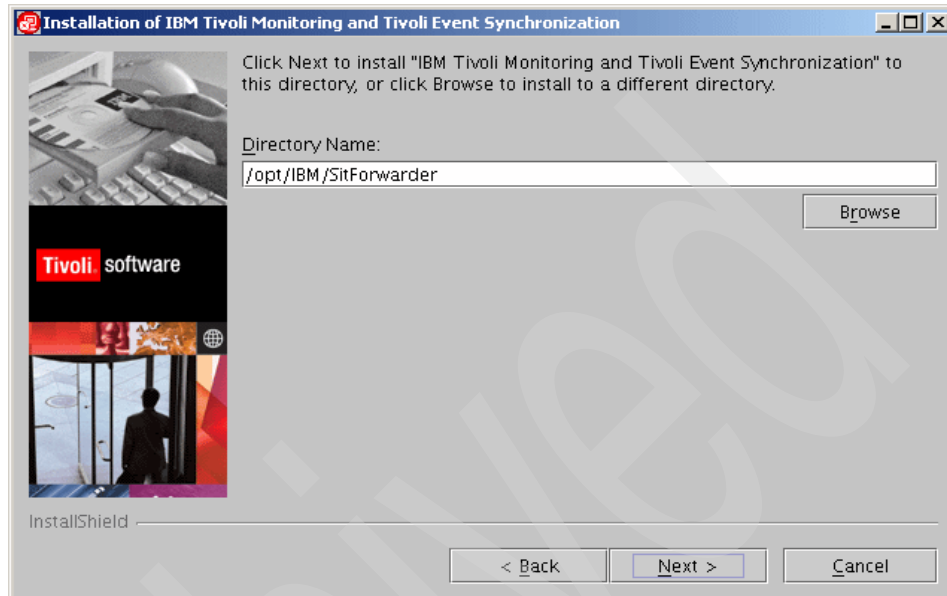 Installation of IBM Tivoli Monitoring and Tivoli Event Synchronization
Click Next to install "IBM Tivoli Monitoring and Tivoli Event Synchronization" to
this directory, or click Browse to install to a different directory.
Directory Name:
/opt/IBM/SitForwarder
Browse
Tivoli. software
InstallShield
< Back
Next >
Cancel